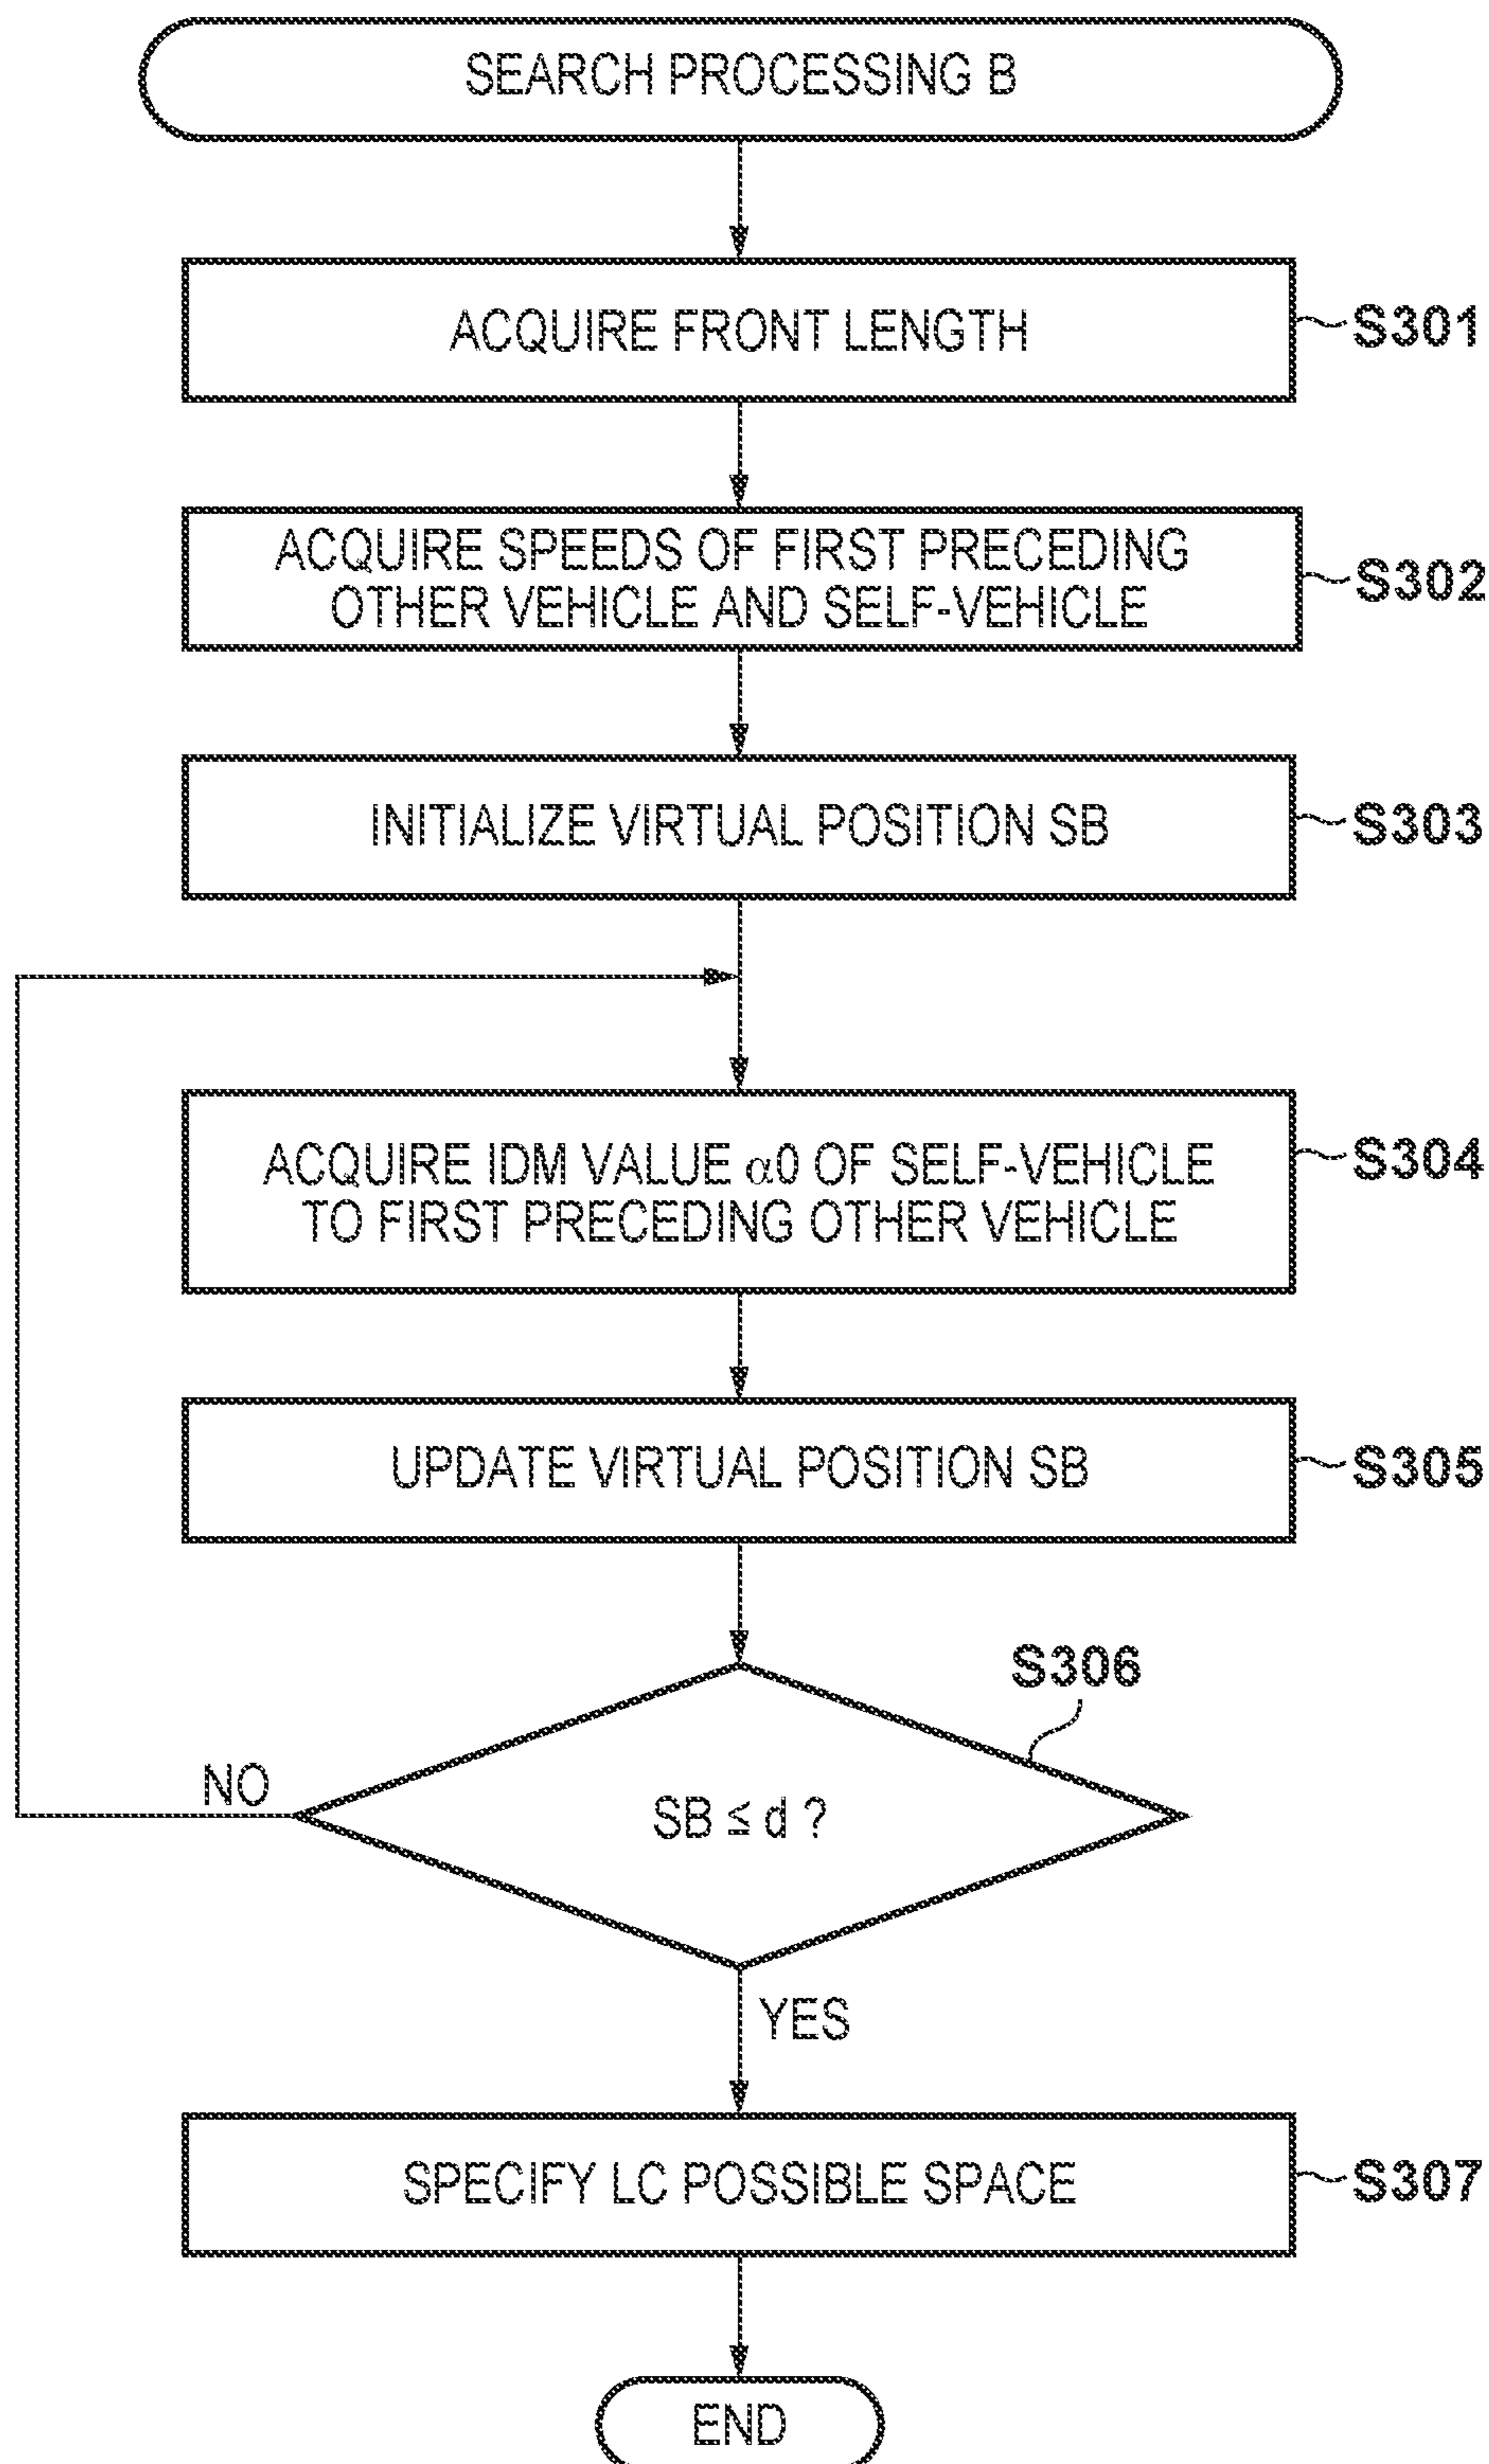 SEARCH PROCESSING B
ACQUIRE FRONT LENGTH
S301
ACQUIRE SPEEDS OF FIRST PRECEDING
OTHER VEHICLE AND SELF-VEHICLE
S302
INITIALIZE VIRTUAL POSITION SB
S303
ACQUIRE IDM VALUE α0 OF SELF-VEHICLE
TO FIRST PRECEDING OTHER VEHICLE
S304
UPDATE VIRTUAL POSITION SB
S305
S306
NO
SB ≦ d ?
YES
SPECIFY LC POSSIBLE SPACE
S307
END